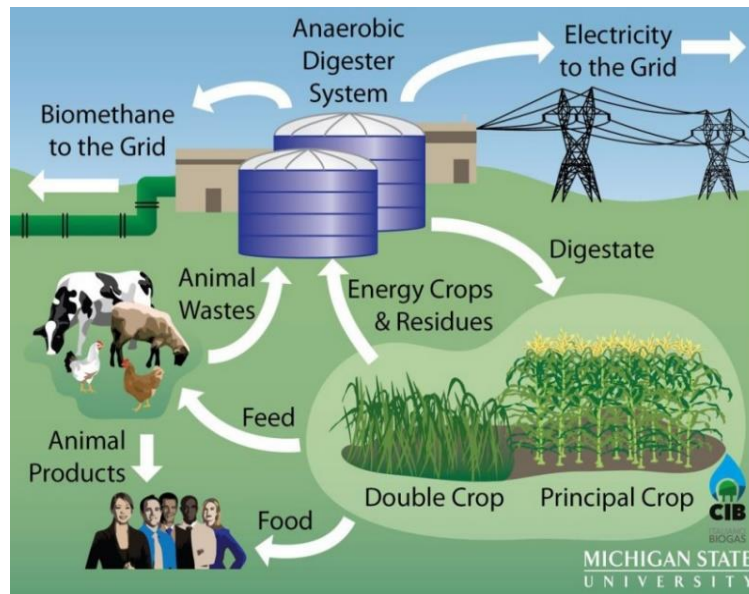 Anaerobic
Digester
System
Electricity
to the Grid
Biomethane
to the Grid
Animal
Wastes
Energy Crops
& Residues
Digestate
Feed
Animal
Products
Double Crop
Principal Crop
Food
CIB
BIOGAS
MICHIGAN STATE
UNIVERSITY